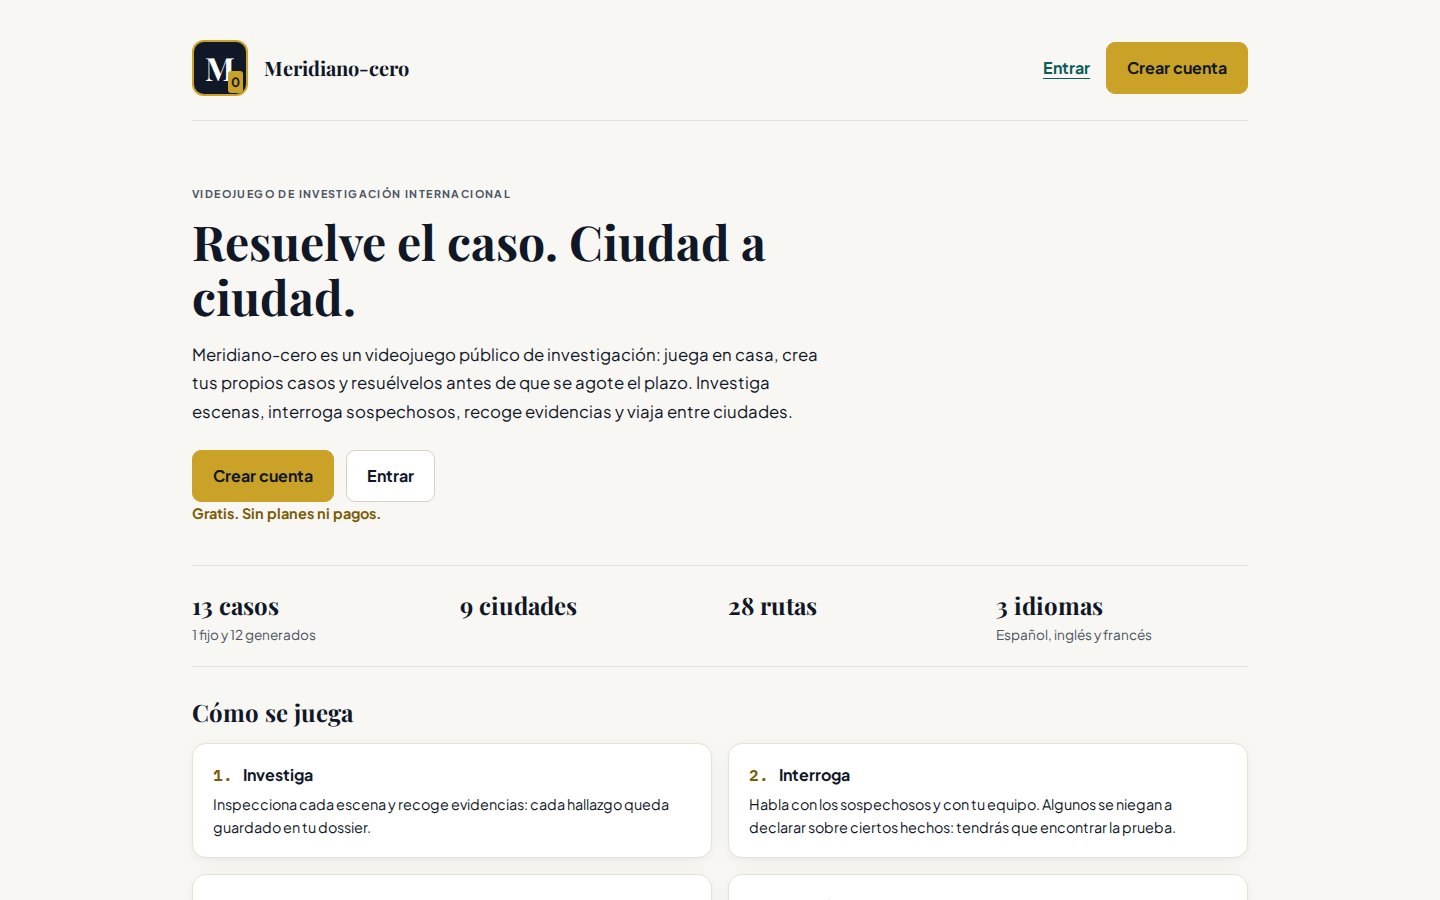 M
0
Meridiano-cero
Entrar
Crear cuenta
VIDEOJUEGO DE INVESTIGACIÓN INTERNACIONAL
Resuelve el caso. Ciudad a
ciudad.
Meridiano-cero es un videojuego público de investigación: juega en casa, crea
tus propios casos y resuélvelos antes de que se agote el plazo. Investiga
escenas, interroga sospechosos, recoge evidencias y viaja entre ciudades.
Crear cuenta
Entrar
Gratis. Sin planes ni pagos.
13 casos
1 fijo y 12 generados
9 ciudades
28 rutas
3 idiomas
Español, inglés y francés
Cómo se juega
1. Investiga
Inspecciona cada escena y recoge evidencias: cada hallazgo queda
guardado en tu dossier.
2. Interroga
Habla con los sospechosos y con tu equipo. Algunos se niegan a
declarar sobre ciertos hechos: tendrás que encontrar la prueba.